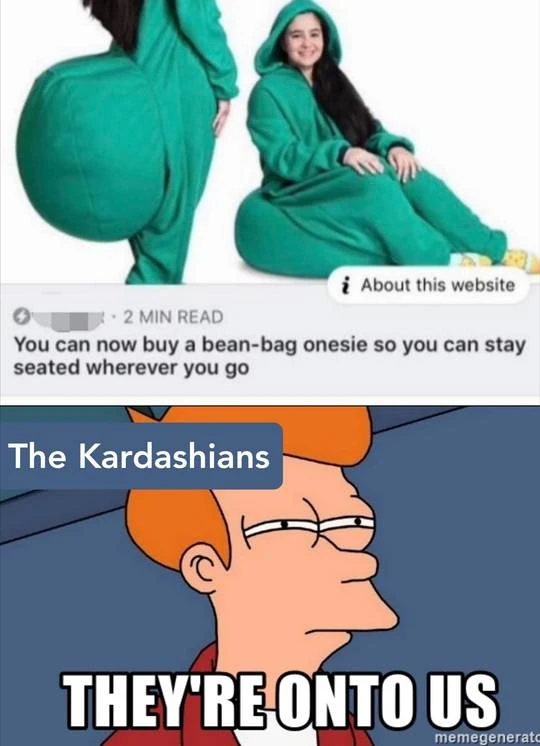 i About this website
· 2 MIN READ
You can now buy a bean-bag onesie so you can stay
seated wherever you go
The Kardashians
THEY'RE ONTO US